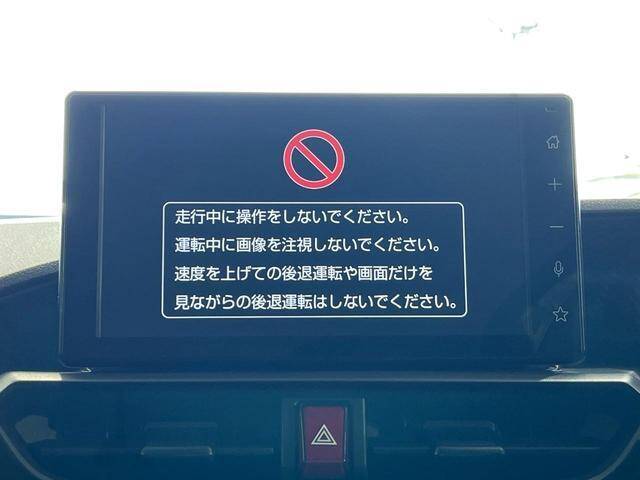 走行中に操作をしないでください。
運転中に画像を注視しないでください。
速度を上げての後退運転や画面だけを
見ながらの後退運転はしないでください。